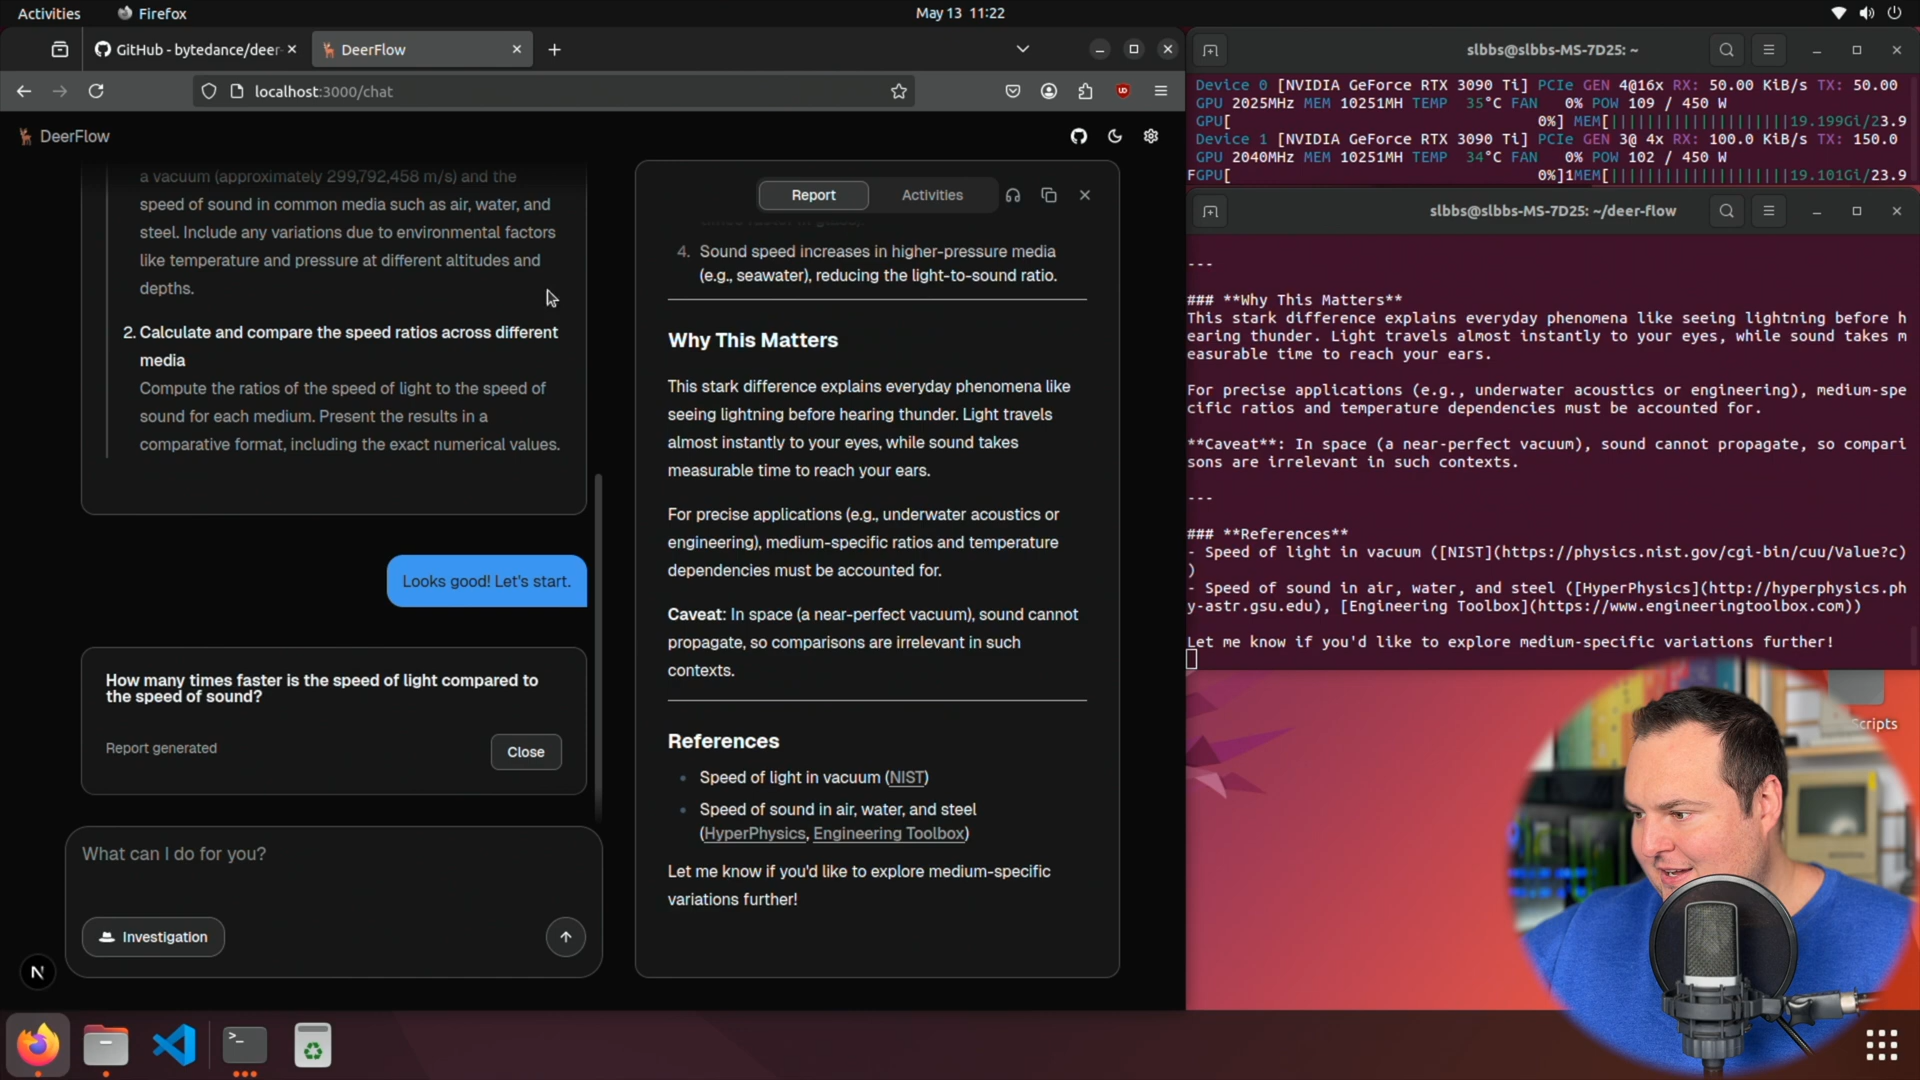 Activities
Firefox
May 13 11:22
GitHub - bytedance/deer-
DeerFlow
localhost:3000/chat
DeerFlow
a vacuum (approximately 299,792,458 m/s) and the
speed of sound in common media such as air, water, and
steel. Include any variations due to environmental factors
like temperature and pressure at different altitudes and
depths.
2. Calculate and compare the speed ratios across different
media
Compute the ratios of the speed of light to the speed of
sound for each medium. Present the results in a
comparative format, including the exact numerical values.
Looks good! Let's start.
How many times faster is the speed of light compared to
the speed of sound?
Report generated
Close
What can I do for you?
Investigation
N
Report
Activities
4. Sound speed increases in higher-pressure media
(e.g., seawater), reducing the light-to-sound ratio.
Why This Matters
This stark difference explains everyday phenomena like
seeing lightning before hearing thunder. Light travels
almost instantly to your eyes, while sound takes
measurable time to reach your ears.
For precise applications (e.g., underwater acoustics or
engineering), medium-specific ratios and temperature
dependencies must be accounted for.
Caveat: In space (a near-perfect vacuum), sound cannot
propagate, so comparisons are irrelevant in such
contexts.
References
Speed of light in vacuum (NIST)
Speed of sound in air, water, and steel
(HyperPhysics, Engineering Toolbox)
Let me know if you'd like to explore medium-specific
variations further!
slbbs@slbbs-MS-7D25: ~
Device 0 [NVIDIA GeForce RTX 3090 Ti] PCIe GEN 4@16x RX: 50.00 KiB/s TX: 50.00
GPU 2025MHz MEM 10251MH TEMP 35°C FAN 0% POW 109 / 450 W
GPU[ 0%] MEM[||||||||||||||||||||19.199Gi/23.9
Device 1 [NVIDIA GeForce RTX 3090 Ti] PCIe GEN 3@ 4x RX: 100.0 KiB/s TX: 150.0
GPU 2040MHz MEM 10251MH TEMP 34°C FAN 0% POW 102 / 450 W
FGPU[ 0%]1MEM[||||||||||||||||||||19.101Gi/23.9
slbbs@slbbs-MS-7D25: ~/deer-flow
---
### **Why This Matters**
This stark difference explains everyday phenomena like seeing lightning before h
earing thunder. Light travels almost instantly to your eyes, while sound takes m
easurable time to reach your ears.
For precise applications (e.g., underwater acoustics or engineering), medium-spe
cific ratios and temperature dependencies must be accounted for.
**Caveat**: In space (a near-perfect vacuum), sound cannot propagate, so compari
sons are irrelevant in such contexts.
---
### **References**
- Speed of light in vacuum ([NIST](https://physics.nist.gov/cgi-bin/cuu/Value?c)
)
- Speed of sound in air, water, and steel ([HyperPhysics](http://hyperphysics.ph
y-astr.gsu.edu), [Engineering Toolbox](https://www.engineeringtoolbox.com))
Let me know if you'd like to explore medium-specific variations further!
Scripts